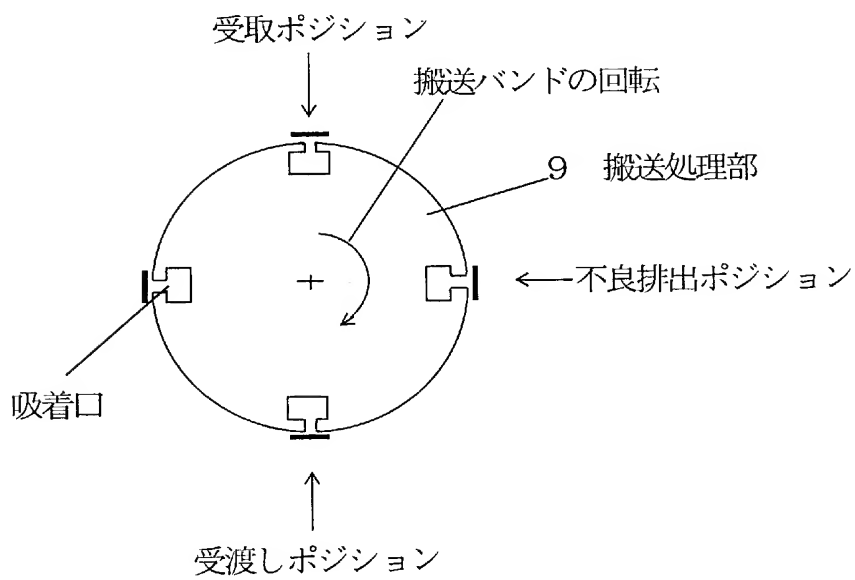 受取ポジション
搬送バンドの回転
9 搬送処理部
不良排出ポジション
吸着口
受渡しポジション